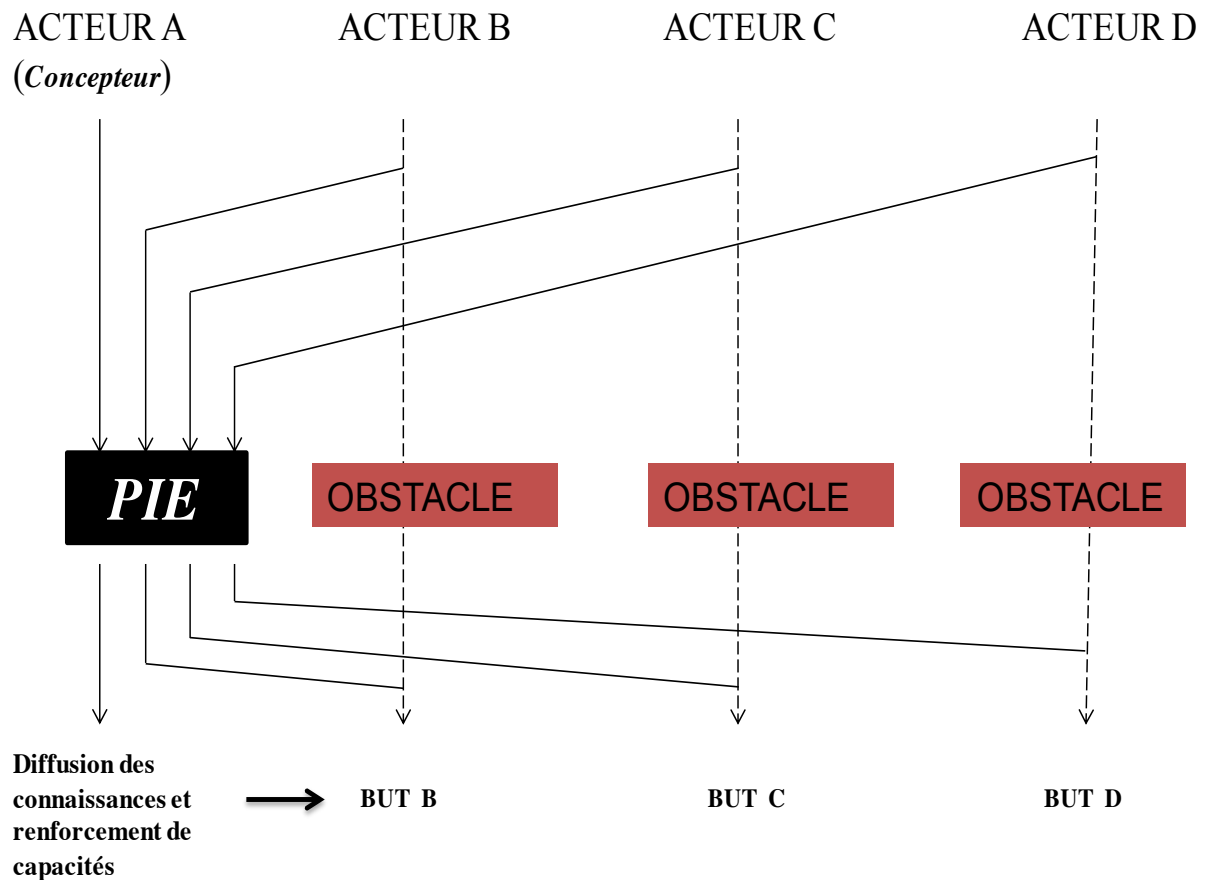 ACTEUR A
(Concepteur)
ACTEUR B
ACTEUR C
ACTEUR D
PIE
OBSTACLE
OBSTACLE
OBSTACLE
Diffusion des
connaissances et
renforcement de
capacités
BUT B
BUT C
BUT D